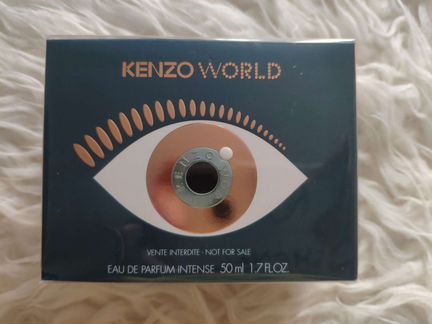 KENZO WORLD
VENTE INTERDITE - NOT FOR SALE
EAU DE PARFUM INTENSE 50 ml 1.7 FL.OZ.